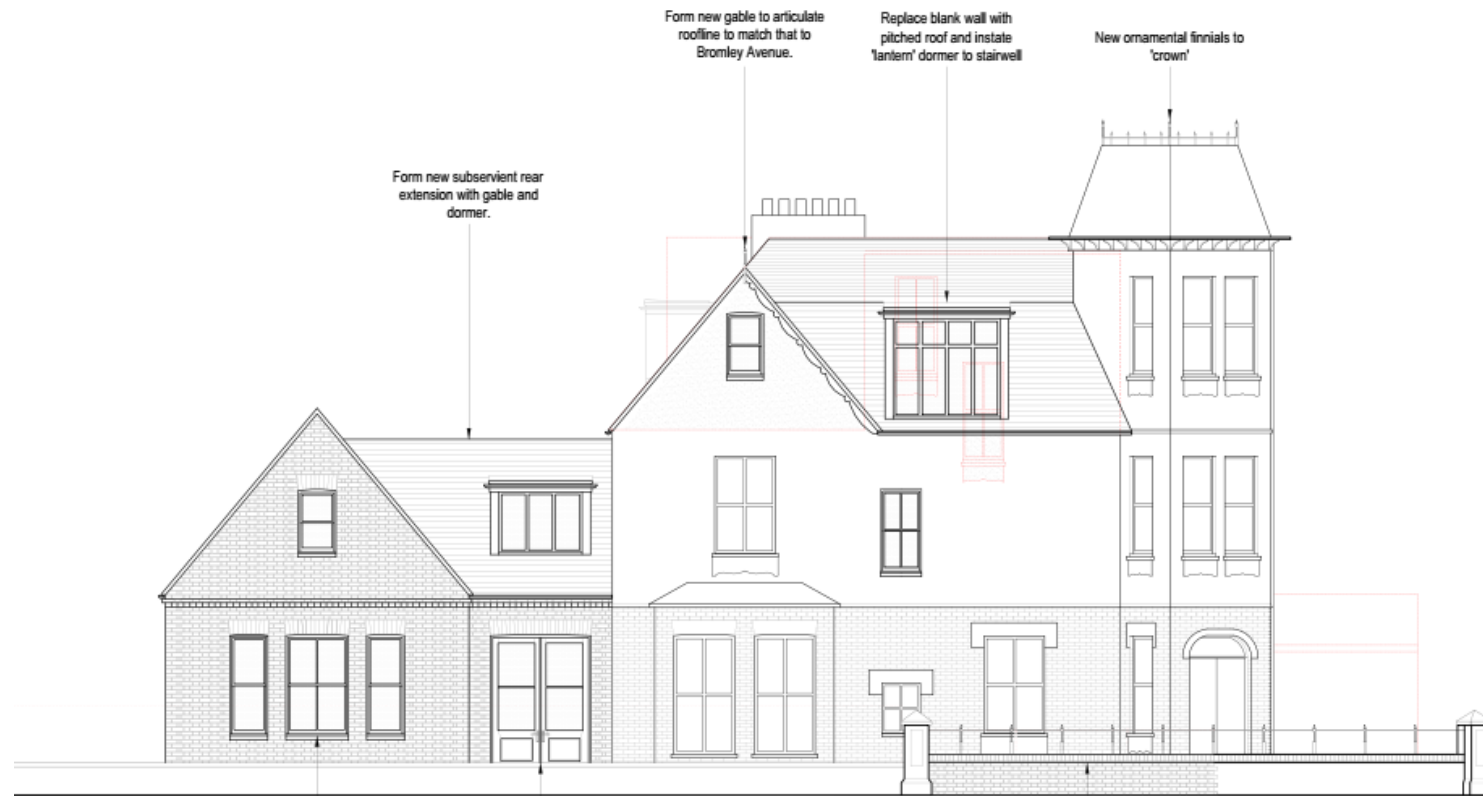 Form new gable to articulate
roofline to match that to
Bromley Avenue.
Replace blank wall with
pitched roof and instate
'lantern' dormer to stairwell
New ornamental finnials to
'crown'
Form new subservient rear
extension with gable and
dormer.